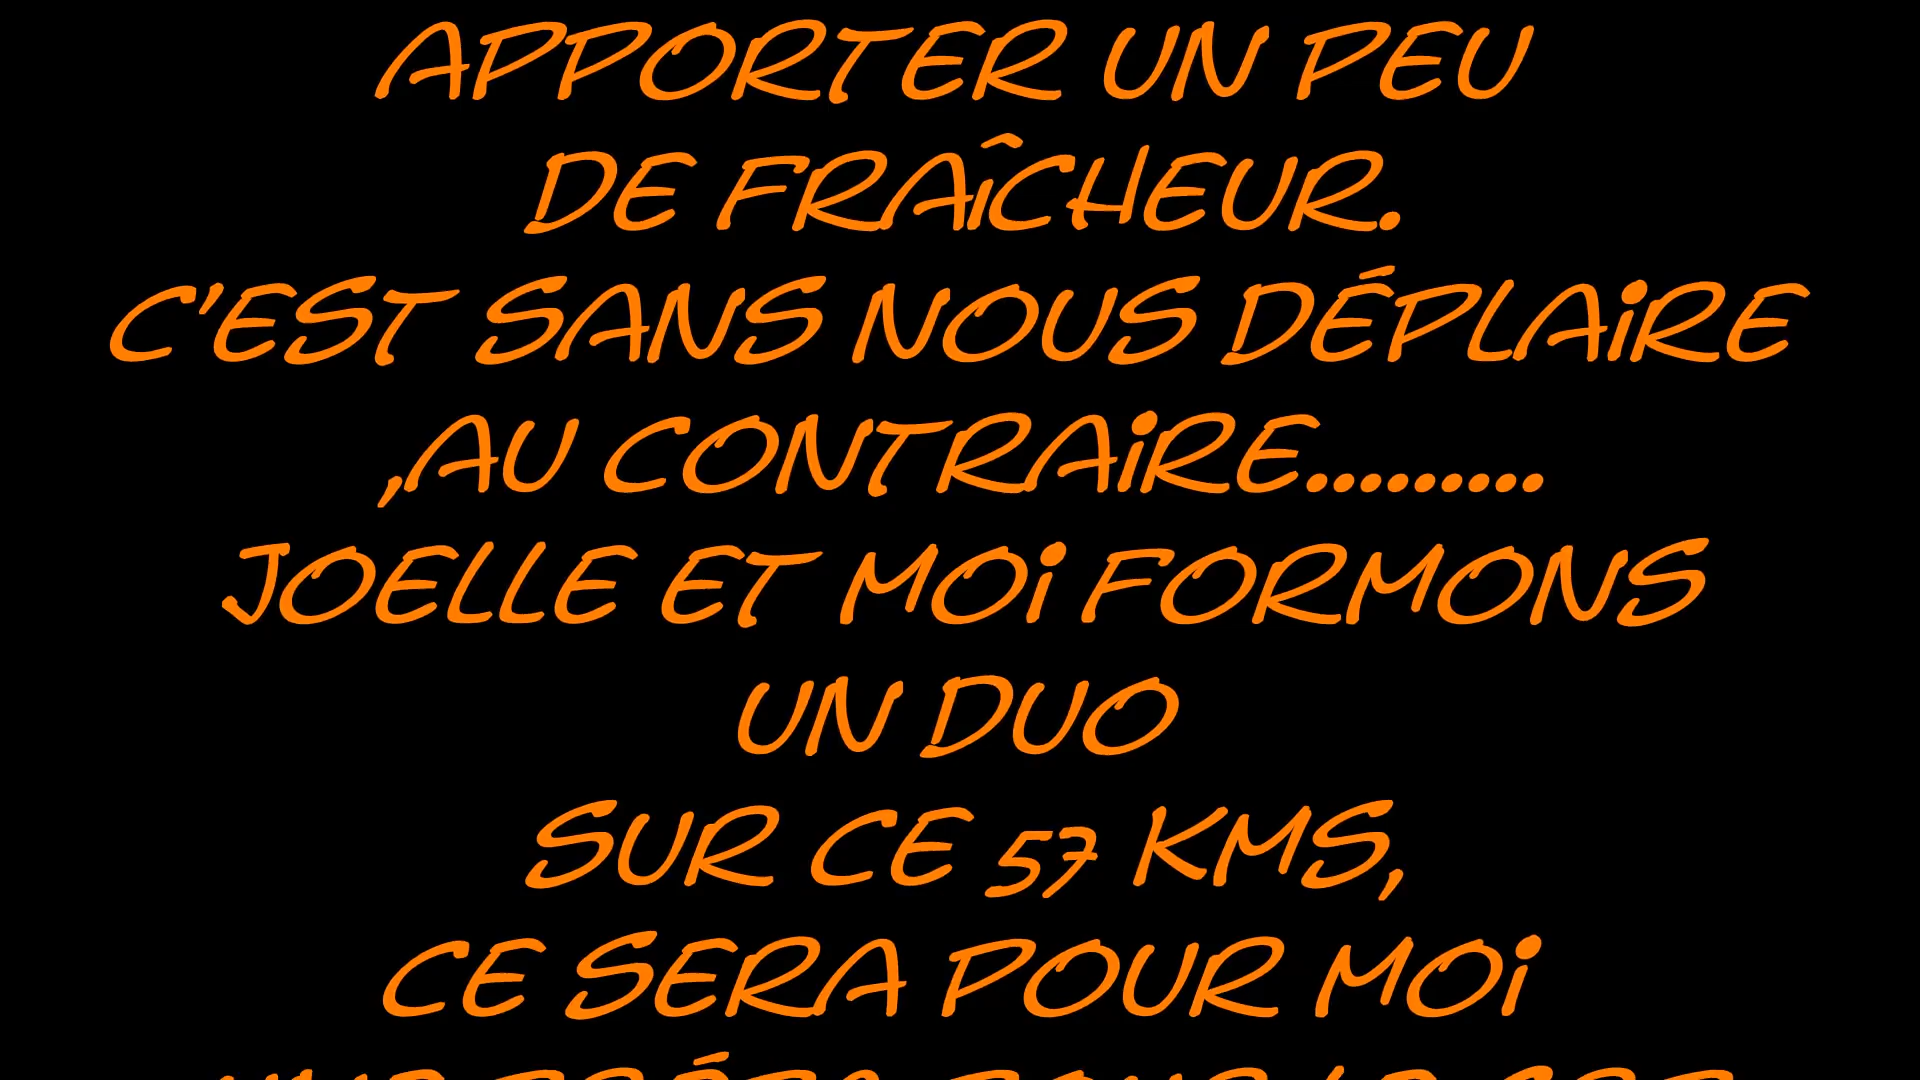 APPORTER UN PEU
DE FRAÎCHEUR.
C'EST SANS NOUS DÉPLAIRE
,AU CONTRAIRE.........
JOELLE ET MOI FORMONS
UN DUO
SUR CE 57 KMS,
CE SERA POUR MOI